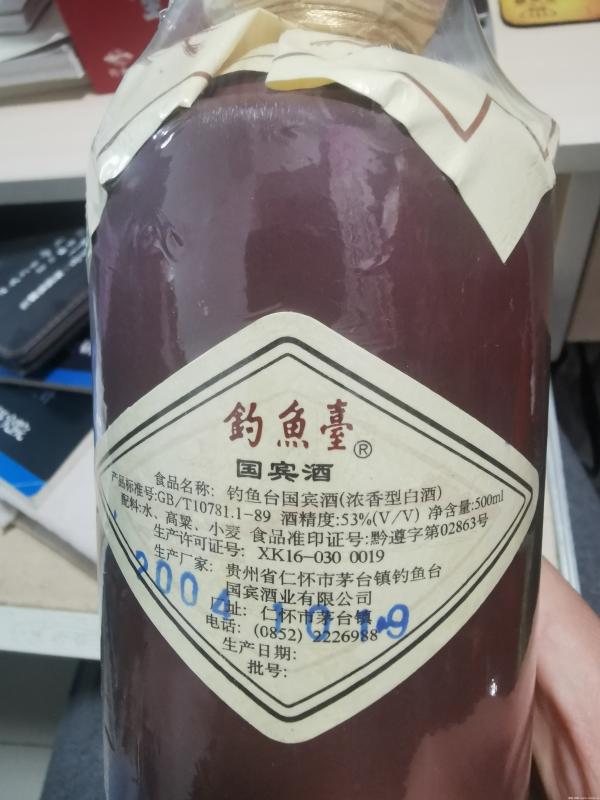 釣魚臺®
国宾酒
食品名称: 钓鱼台国宾酒(浓香型白酒)
产品标准号:GB/T10781.1-89 酒精度:53%(V/V) 净含量:500ml
配料:水、高粱、小麦 食品准印证号:黔遵字第02863号
生产许可证号: XK16-030 0019
生产厂家: 贵州省仁怀市茅台镇钓鱼台
国宾酒业有限公司
址: 仁怀市茅台镇
电话: (0852) 2226988
生产日期:
批号:
2004 10 19